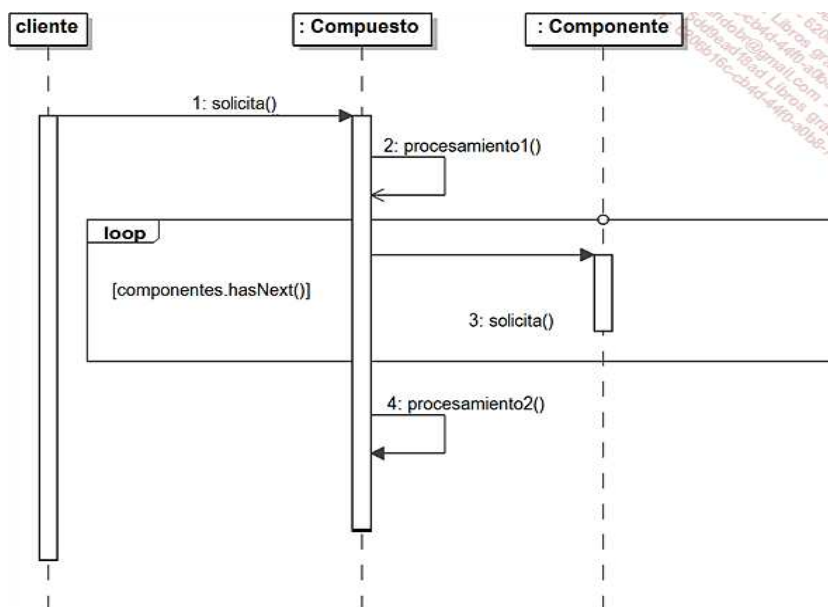 cliente
: Compuesto
: Componente
1: solicita()
2: procesamiento1()
loop
[componentes.hasNext()]
3: solicita()
4: procesamiento2()